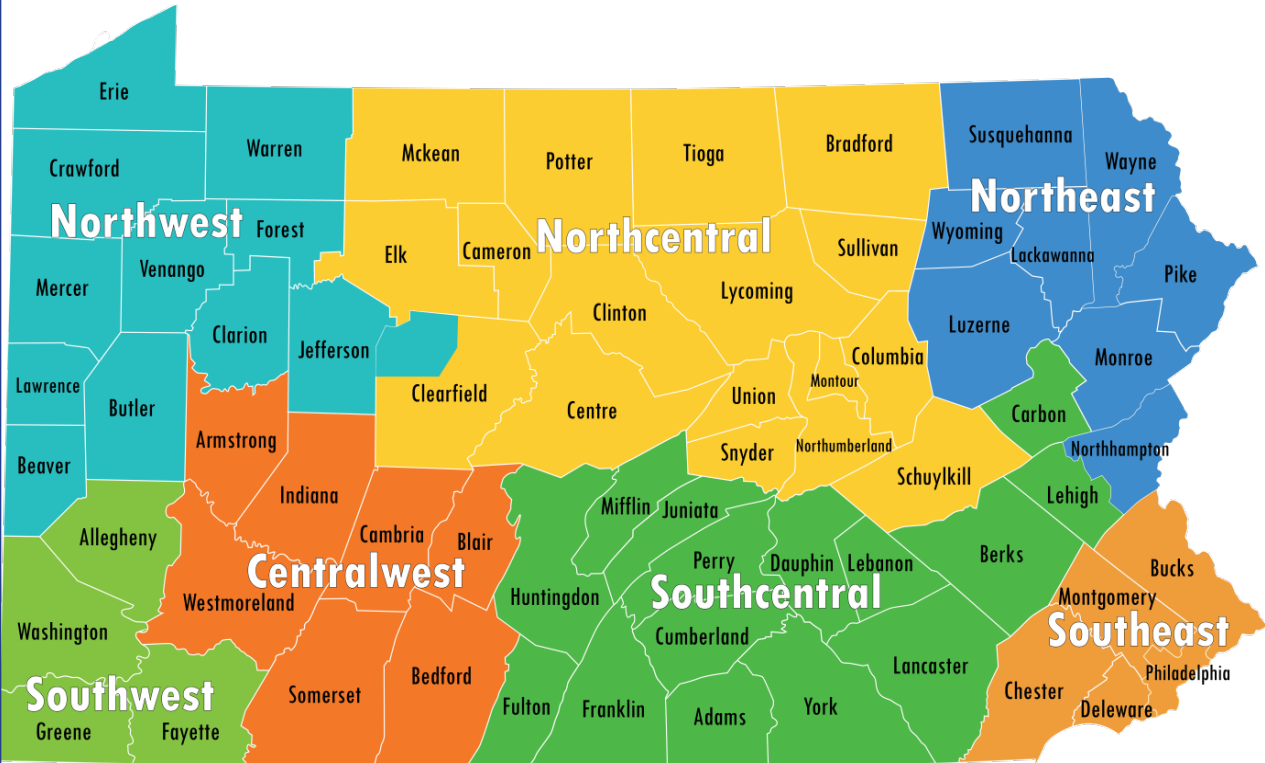 Erie
Crawford
Warren
Mckean
Potter
Tioga
Bradford
Susquehanna
Wayne
Northwest
Forest
Venango
Mercer
Elk
Cameron
Northcentral
Sullivan
Wyoming
Northeast
Lackawanna
Pike
Clinton
Lycoming
Luzerne
Clarion
Jefferson
Columbia
Monroe
Lawrence
Butler
Clearfield
Centre
Union
Montour
Carbon
Armstrong
Beaver
Snyder
Northumberland
Northhampton
Schuylkill
Indiana
Mifflin
Juniata
Lehigh
Allegheny
Cambria
Blair
Perry
Dauphin
Lebanon
Berks
Bucks
Centralwest
Westmoreland
Huntingdon
Southcentral
Montgomery
Washington
Cumberland
Southeast
Lancaster
Philadelphia
Southwest
Somerset
Bedford
Fulton
Franklin
Adams
York
Chester
Deleware
Greene
Fayette